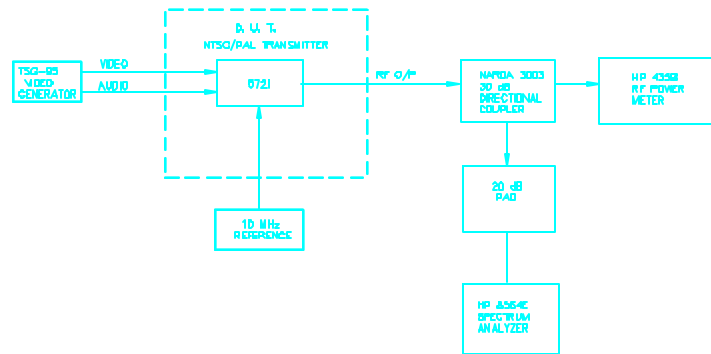 D. U. T.
NTSC/PAL TRANSMITTER
TSG-95
VIDEO
GENERATOR
VIDEO
AUDIO
6721
RF O/P
NARDA 3003
30 dB
DIRECTIONAL
COUPLER
HP 435B
RF POWER
METER
20 dB
PAD
10 MHz
REFERENCE
HP 8564E
SPECTRUM
ANALYZER